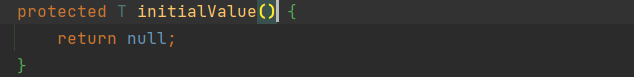 protected T initialValue() {
    return null;
}